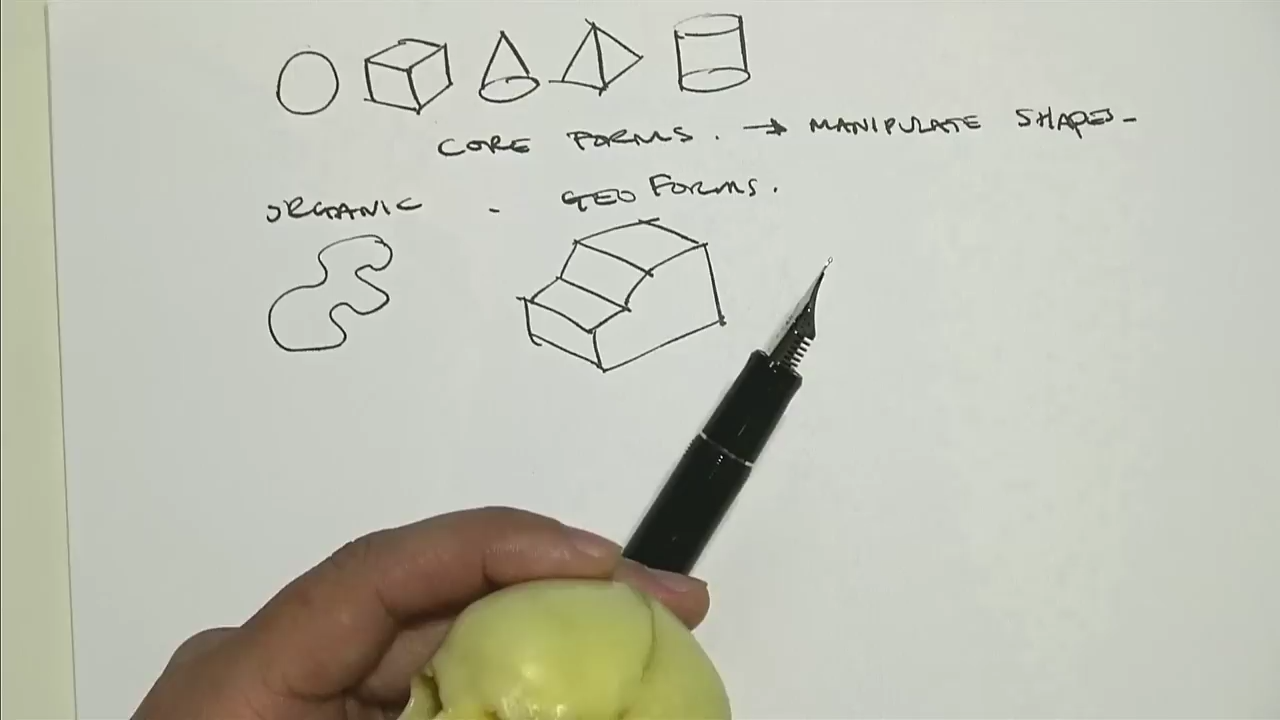 CORE FORMS. → MANIPULATE SHAPES-
ORGANIC - GEO FORMS.